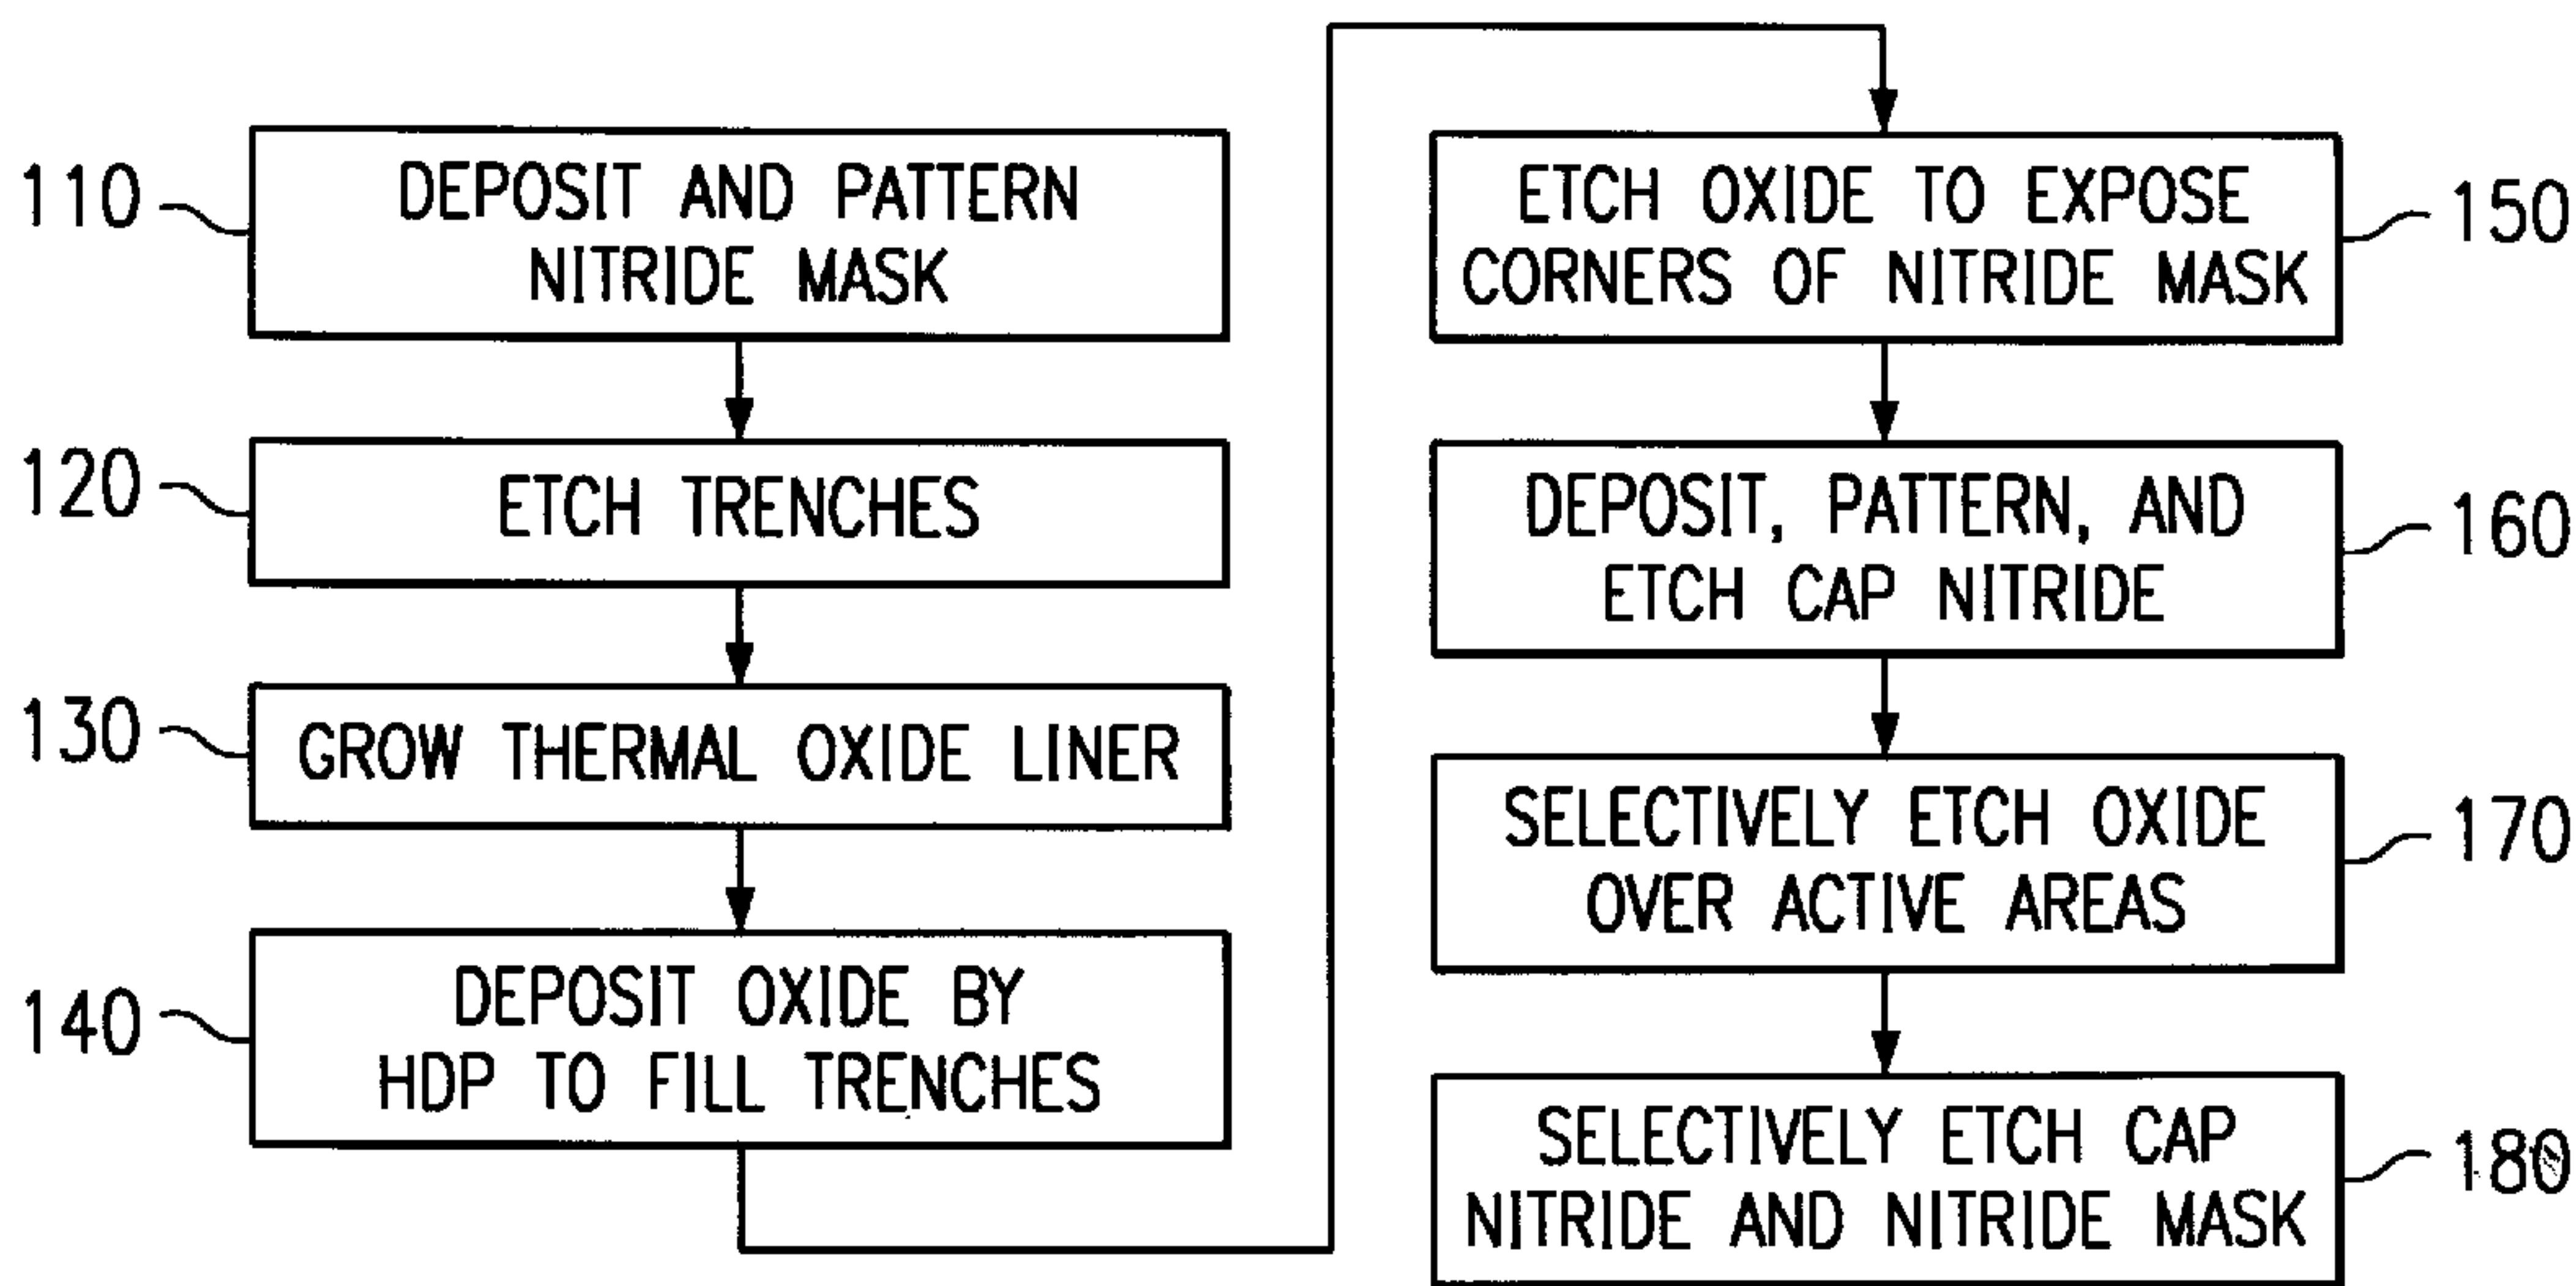 110
DEPOSIT AND PATTERN
NITRIDE MASK
120
ETCH TRENCHES
130
GROW THERMAL OXIDE LINER
140
DEPOSIT OXIDE BY
HDP TO FILL TRENCHES
ETCH OXIDE TO EXPOSE
CORNERS OF NITRIDE MASK
150
DEPOSIT, PATTERN, AND
ETCH CAP NITRIDE
160
SELECTIVELY ETCH OXIDE
OVER ACTIVE AREAS
170
SELECTIVELY ETCH CAP
NITRIDE AND NITRIDE MASK
180